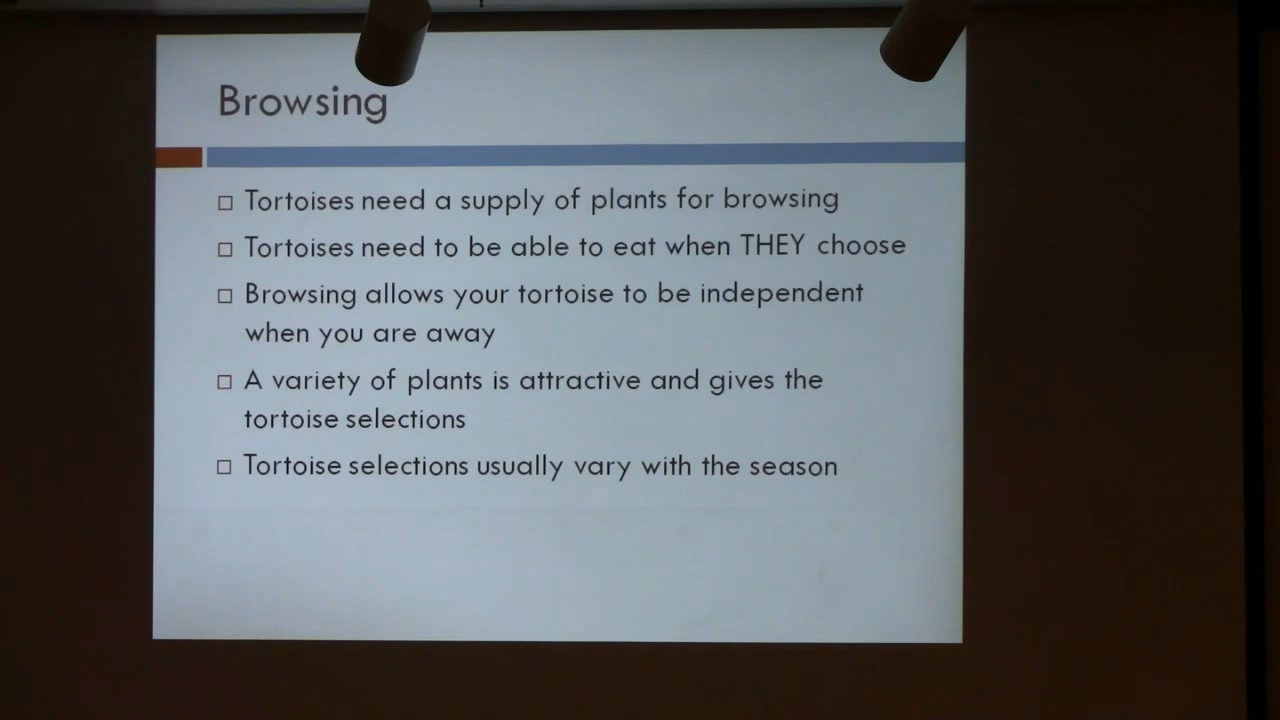 Browsing
Tortoises need a supply of plants for browsing
Tortoises need to be able to eat when THEY choose
Browsing allows your tortoise to be independent
when you are away
A variety of plants is attractive and gives the
tortoise selections
Tortoise selections usually vary with the season